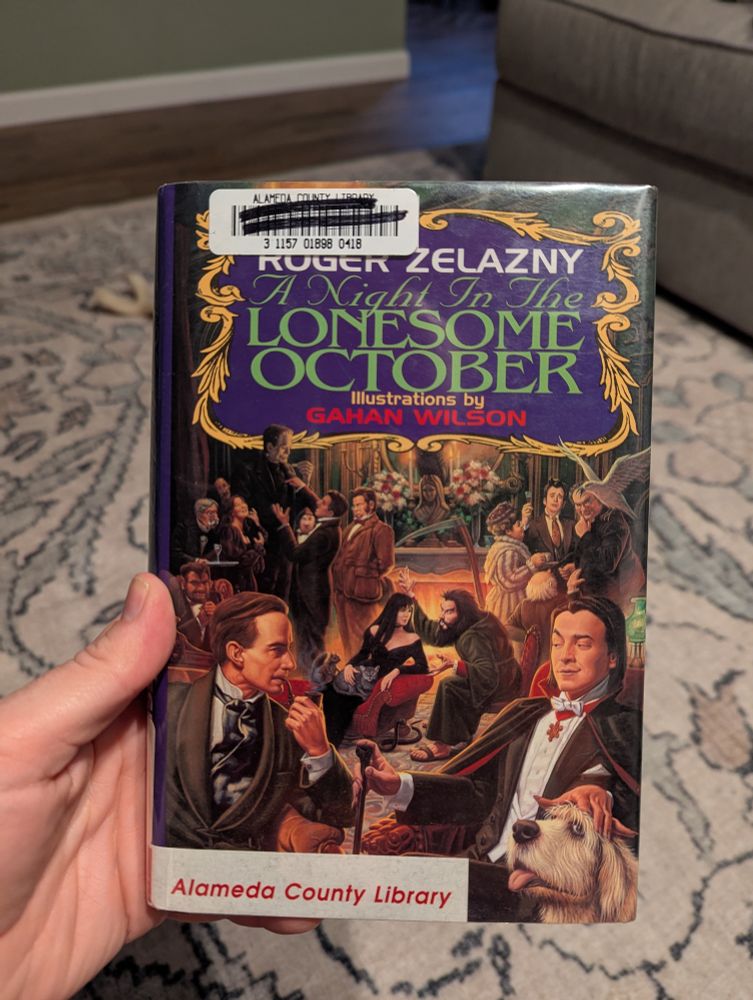 ALAMEDA COUNTY LIBRARY
3 1157 01898 0418
ROGER ZELAZNY
A Night In The
LONESOME
OCTOBER
Illustrations by
GAHAN WILSON
Alameda County Library